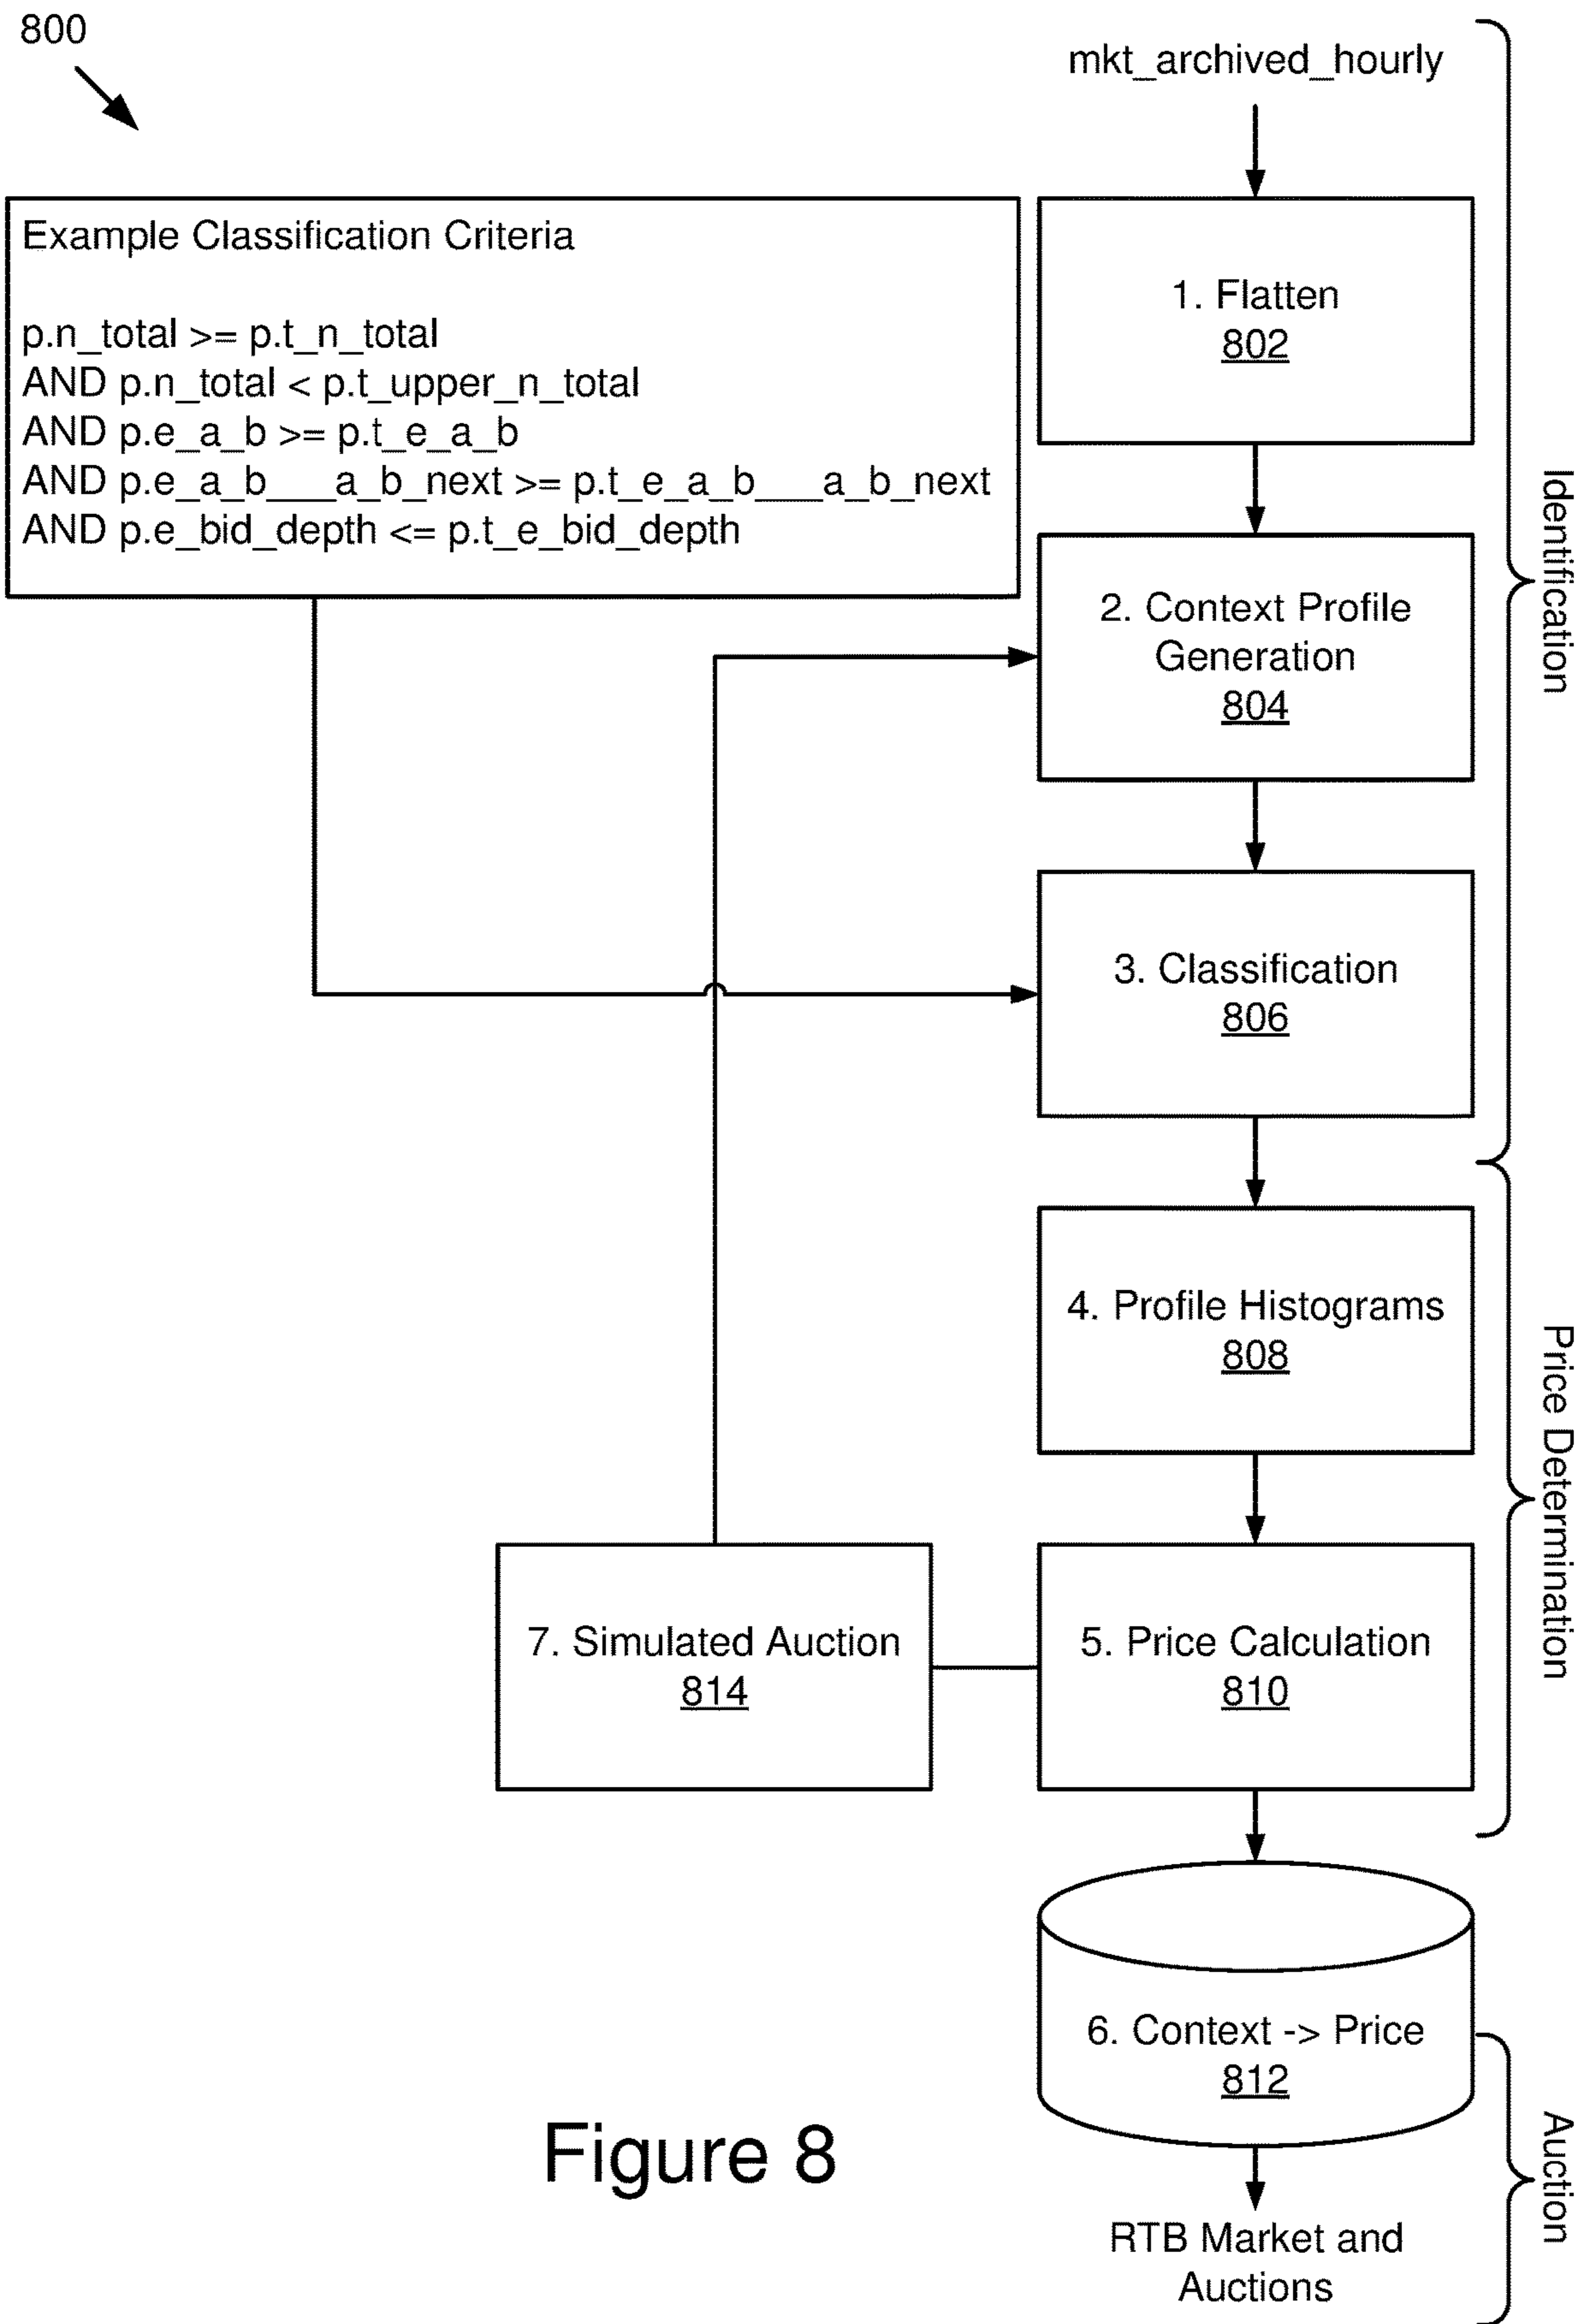 800
mkt_archived_hourly
Example Classification Criteria
p.n_total >= p.t_n_total
AND p.n_total < p.t_upper_n_total
AND p.e_a_b >= p.t_e_a_b
AND p.e_a_b___a_b_next >= p.t_e_a_b___a_b_next
AND p.e_bid_depth <= p.t_e_bid_depth
1. Flatten
802
2. Context Profile
Generation
804
3. Classification
806
Identification
4. Profile Histograms
808
7. Simulated Auction
814
5. Price Calculation
810
Price Determination
6. Context -> Price
812
RTB Market and
Auctions
Auction
Figure 8